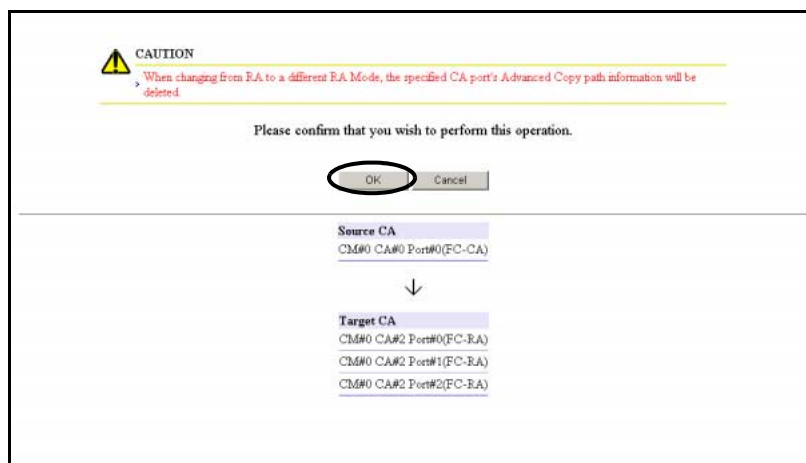 CAUTION
When changing from RA to a different RA Mode, the specified CA port's Advanced Copy path information will be
deleted.
Please confirm that you wish to perform this operation.
OK Cancel
Source CA
CM#0 CA#0 Port#0(FC-CA)
Target CA
CM#0 CA#2 Port#0(FC-RA)
CM#0 CA#2 Port#1(FC-RA)
CM#0 CA#2 Port#2(FC-RA)